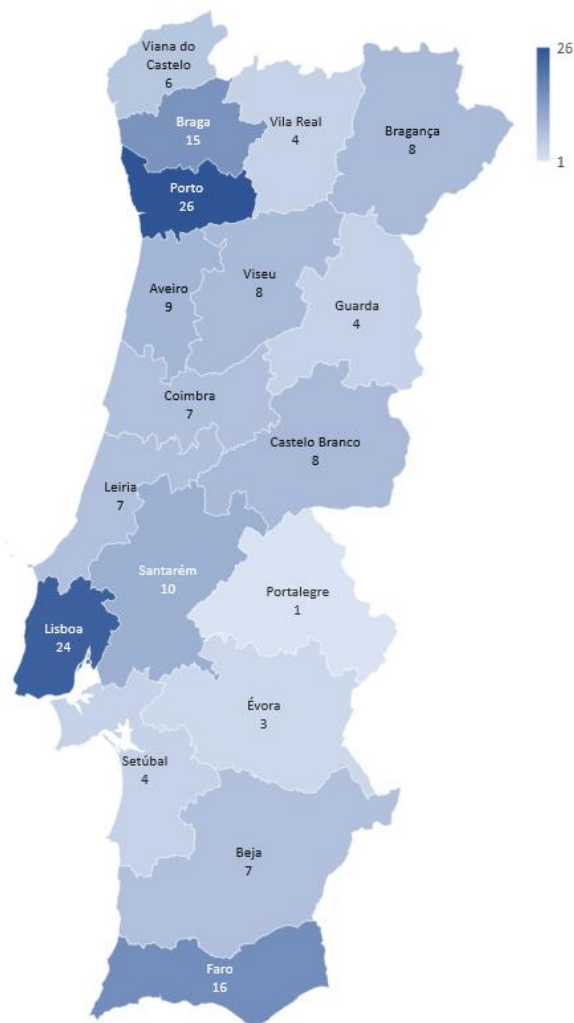 Viana do
Castelo
6
26
Braga
15
Vila Real
4
Bragança
8
1
Porto
26
Aveiro
9
Viseu
8
Guarda
4
Coimbra
7
Castelo Branco
8
Leiria
7
Santarém
10
Portalegre
1
Lisboa
24
Évora
3
Setúbal
4
Beja
7
Faro
16